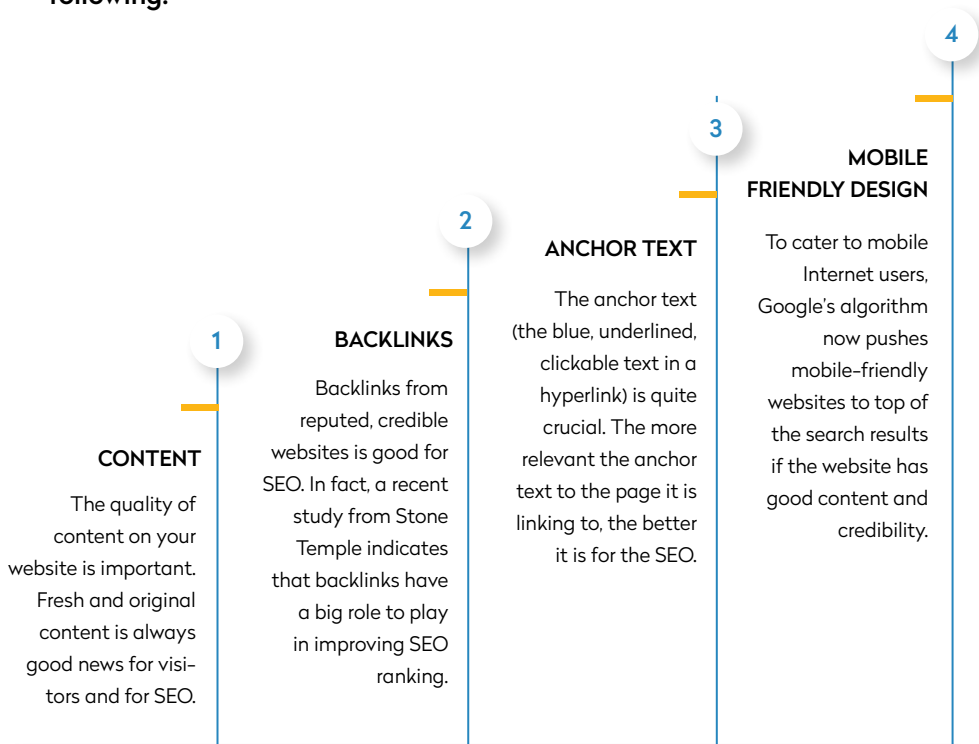 following:
1
CONTENT
The quality of
content on your
website is important.
Fresh and original
content is always
good news for visi-
tors and for SEO.
2
BACKLINKS
Backlinks from
reputed, credible
websites is good for
SEO. In fact, a recent
study from Stone
Temple indicates
that backlinks have
a big role to play
in improving SEO
ranking.
3
ANCHOR TEXT
The anchor text
(the blue, underlined,
clickable text in a
hyperlink) is quite
crucial. The more
relevant the anchor
text to the page it is
linking to, the better
it is for the SEO.
4
MOBILE
FRIENDLY DESIGN
To cater to mobile
Internet users,
Google's algorithm
now pushes
mobile-friendly
websites to top of
the search results
if the website has
good content and
credibility.